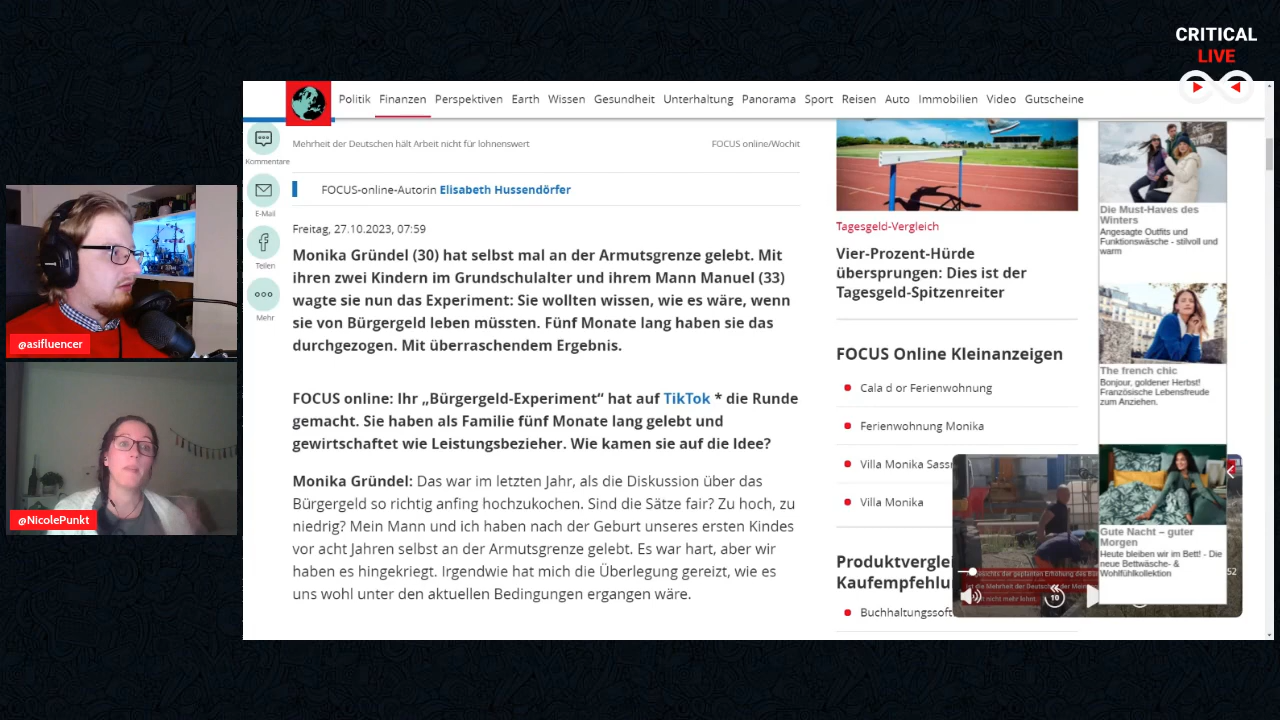 CRITICAL
LIVE
Politik Finanzen Perspektiven Earth Wissen Gesundheit Unterhaltung Panorama Sport Reisen Auto Immobilien Video Gutscheine
Kommentare
E-Mail
Teilen
Mehr
@asifluencer
@NicolePunkt
Mehrheit der Deutschen hält Arbeit nicht für lohnenswert
FOCUS online/Wochit
FOCUS-online-Autorin Elisabeth Hussendörfer
Freitag, 27.10.2023, 07:59
Monika Gründel (30) hat selbst mal an der Armutsgrenze gelebt. Mit
ihren zwei Kindern im Grundschulalter und ihrem Mann Manuel (33)
wagte sie nun das Experiment: Sie wollten wissen, wie es wäre, wenn
sie von Bürgergeld leben müssten. Fünf Monate lang haben sie das
durchgezogen. Mit überraschendem Ergebnis.
FOCUS online: Ihr „Bürgergeld-Experiment“ hat auf TikTok * die Runde
gemacht. Sie haben als Familie fünf Monate lang gelebt und
gewirtschaftet wie Leistungsbezieher. Wie kamen sie auf die Idee?
Monika Gründel: Das war im letzten Jahr, als die Diskussion über das
Bürgergeld so richtig anfing hochzukochen. Sind die Sätze fair? Zu hoch, zu
niedrig? Mein Mann und ich haben nach der Geburt unseres ersten Kindes
vor acht Jahren selbst an der Armutsgrenze gelebt. Es war hart, aber wir
haben es hingekriegt. Irgendwie hat mich die Überlegung gereizt, wie es
uns wohl unter den aktuellen Bedingungen ergangen wäre.
Tagesgeld-Vergleich
Vier-Prozent-Hürde
übersprungen: Dies ist der
Tagesgeld-Spitzenreiter
FOCUS Online Kleinanzeigen
Cala d or Ferienwohnung
Ferienwohnung Monika
Villa Monika
Villa Monika
10
52
Die Must-Haves des
Winters
Angesagte Outfits und
Funktionswäsche - stilvoll und
warm
The french chic
Bonjour, goldener Herbst!
Französische Lebensfreude
zum Anziehen.
Gute Nacht – guter
Morgen
Heute bleiben wir im Bett! - Die
neue Bettwäsche- &
Wohlfühlkollektion